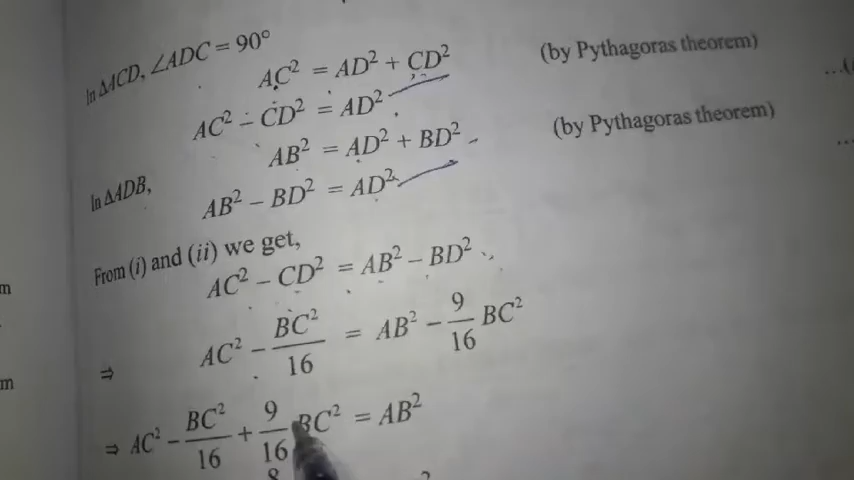 In ΔACD, ∠ADC = 90°
AC² = AD² + CD² (by Pythagoras theorem)
AC² − CD² = AD² ...(
In ΔADB, AB² = AD² + BD² (by Pythagoras theorem)
AB² − BD² = AD² ...
From (i) and (ii) we get,
AC² − CD² = AB² − BD²
⇒ AC² − BC²/16 = AB² − 9/16 BC²
⇒ AC² − BC²/16 + 9/16 BC² = AB²
8 2
m
m